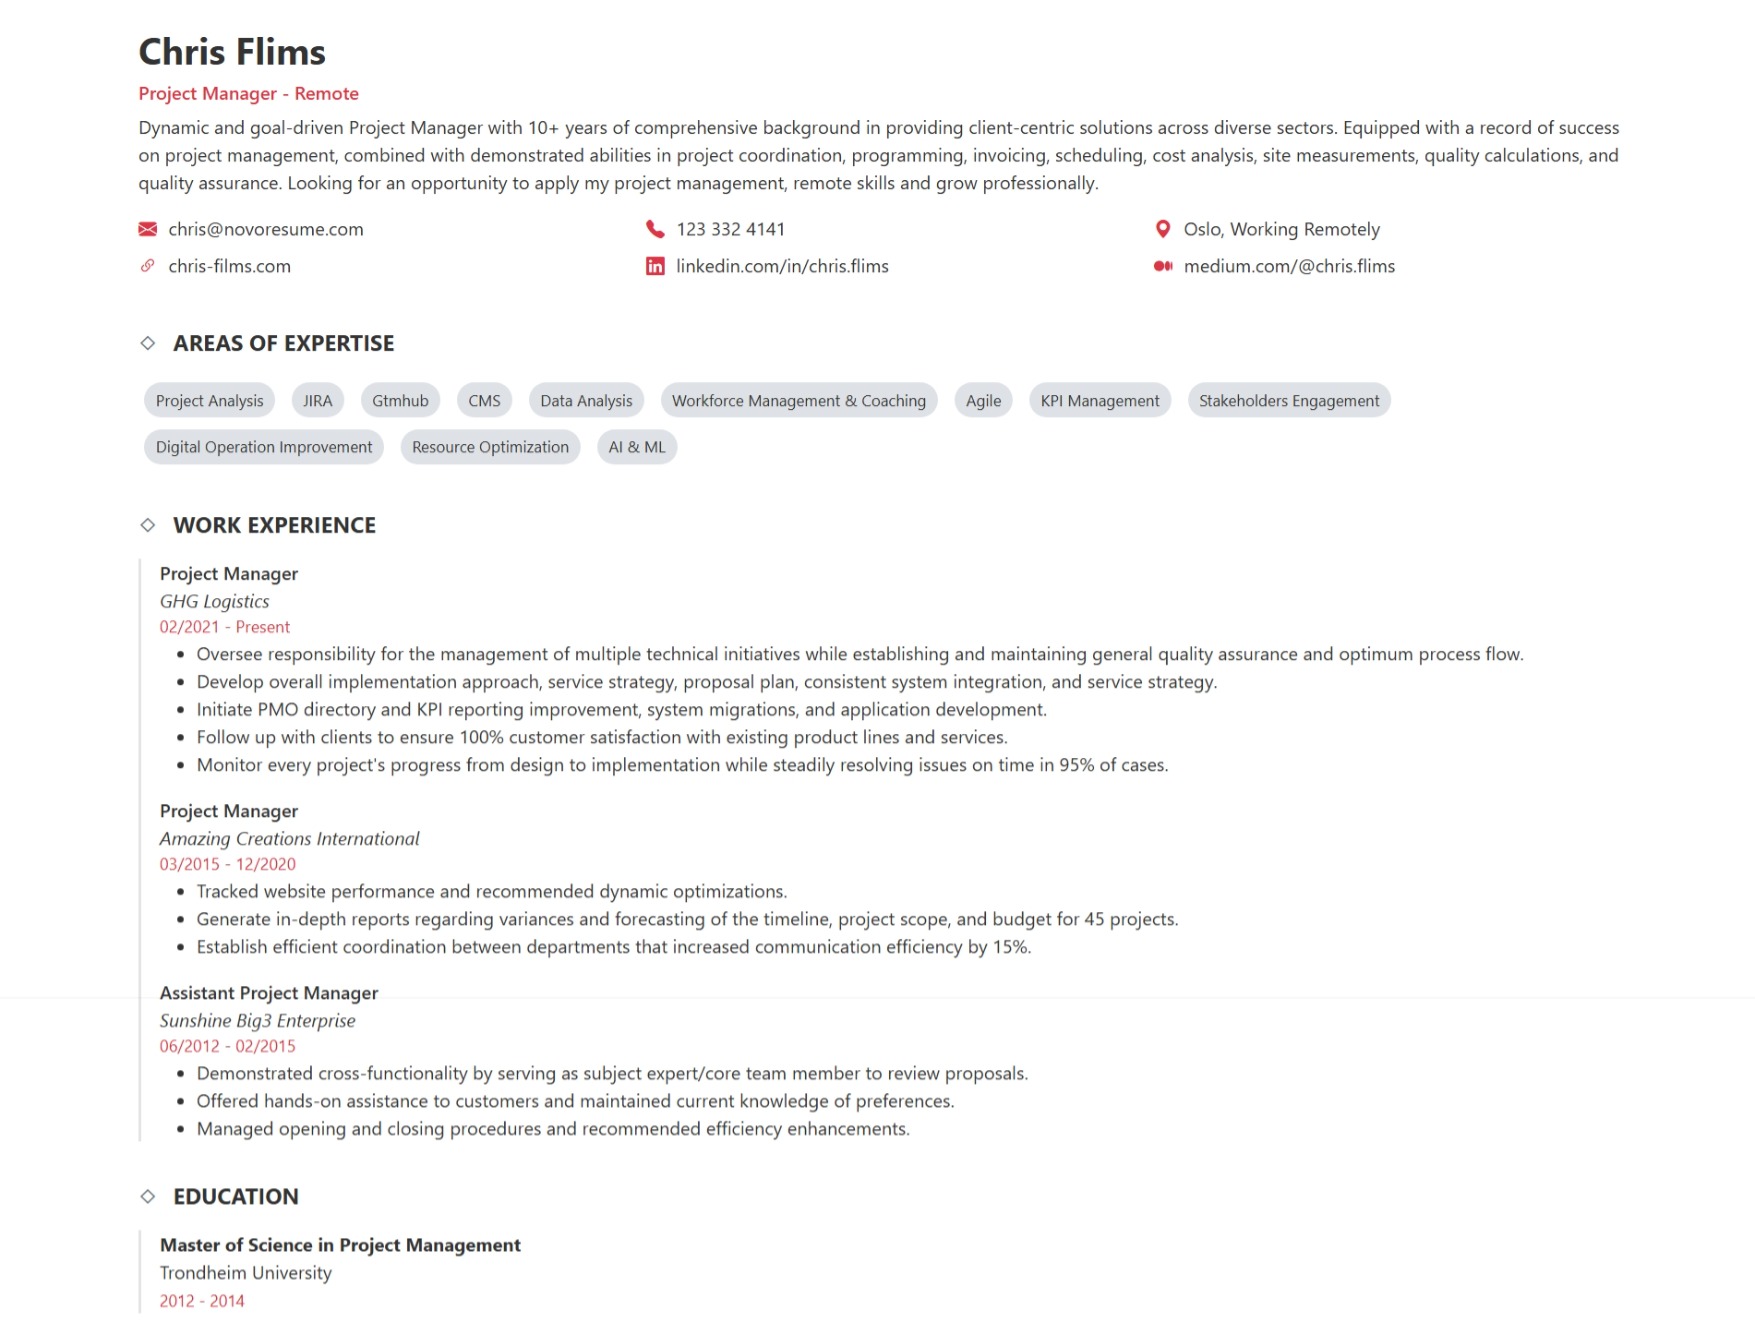 Chris Flims
Project Manager - Remote
Dynamic and goal-driven Project Manager with 10+ years of comprehensive background in providing client-centric solutions across diverse sectors. Equipped with a record of success
on project management, combined with demonstrated abilities in project coordination, programming, invoicing, scheduling, cost analysis, site measurements, quality calculations, and
quality assurance. Looking for an opportunity to apply my project management, remote skills and grow professionally.
chris@novoresume.com 123 332 4141 Oslo, Working Remotely
chris-films.com linkedin.com/in/chris.flims medium.com/@chris.flims
AREAS OF EXPERTISE
Project Analysis JIRA Gtmhub CMS Data Analysis Workforce Management & Coaching Agile KPI Management Stakeholders Engagement
Digital Operation Improvement Resource Optimization AI & ML
WORK EXPERIENCE
Project Manager
GHG Logistics
02/2021 - Present
• Oversee responsibility for the management of multiple technical initiatives while establishing and maintaining general quality assurance and optimum process flow.
• Develop overall implementation approach, service strategy, proposal plan, consistent system integration, and service strategy.
• Initiate PMO directory and KPI reporting improvement, system migrations, and application development.
• Follow up with clients to ensure 100% customer satisfaction with existing product lines and services.
• Monitor every project's progress from design to implementation while steadily resolving issues on time in 95% of cases.
Project Manager
Amazing Creations International
03/2015 - 12/2020
• Tracked website performance and recommended dynamic optimizations.
• Generate in-depth reports regarding variances and forecasting of the timeline, project scope, and budget for 45 projects.
• Establish efficient coordination between departments that increased communication efficiency by 15%.
Assistant Project Manager
Sunshine Big3 Enterprise
06/2012 - 02/2015
• Demonstrated cross-functionality by serving as subject expert/core team member to review proposals.
• Offered hands-on assistance to customers and maintained current knowledge of preferences.
• Managed opening and closing procedures and recommended efficiency enhancements.
EDUCATION
Master of Science in Project Management
Trondheim University
2012 - 2014